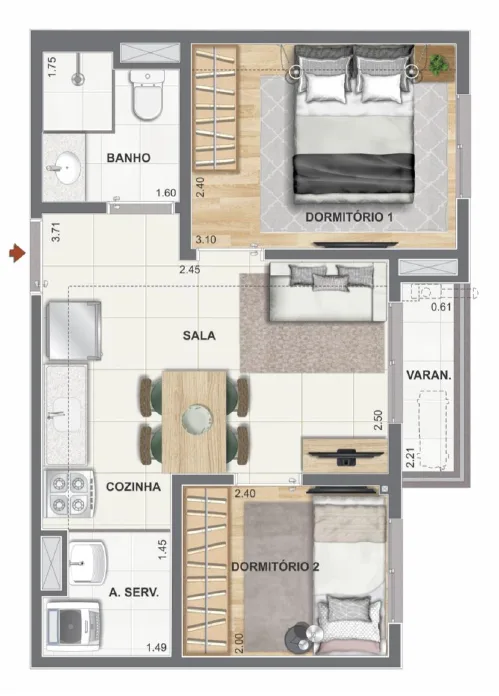 1.75
BANHO
1.60
2.40
DORMITÓRIO 1
3.10
3.71
2.45
0.61
SALA
VARAN.
2.50
2.21
COZINHA
2.40
1.45
DORMITÓRIO 2
A. SERV.
2.00
1.49